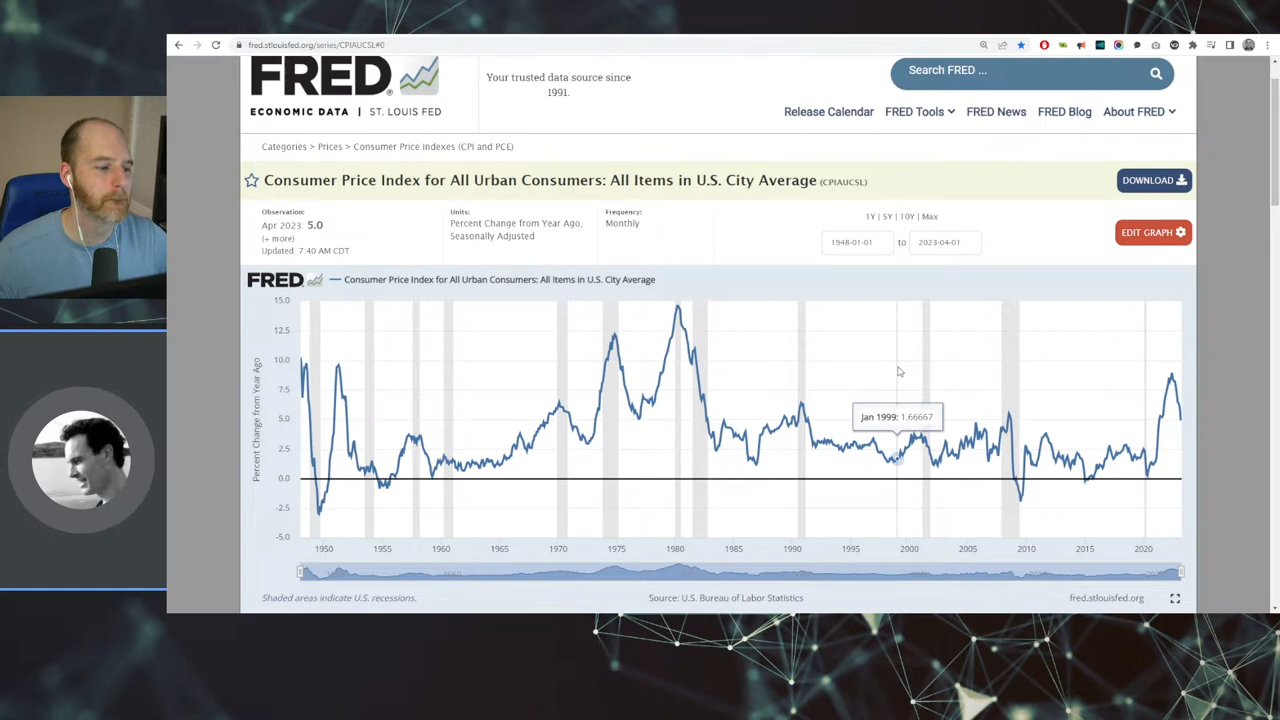 fred.stlouisfed.org/series/CPIAUCSL#0
FRED
ECONOMIC DATA | ST. LOUIS FED
Your trusted data source since
1991.
Search FRED ...
Release Calendar FRED Tools FRED News FRED Blog About FRED
Categories > Prices > Consumer Price Indexes (CPI and PCE)
Consumer Price Index for All Urban Consumers: All Items in U.S. City Average (CPIAUCSL)
DOWNLOAD
Observation:
Apr 2023: 5.0
(+ more)
Updated: 7:40 AM CDT
Units:
Percent Change from Year Ago,
Seasonally Adjusted
Frequency:
Monthly
1Y | 5Y | 10Y | Max
1948-01-01 to 2023-04-01
EDIT GRAPH
FRED Consumer Price Index for All Urban Consumers: All Items in U.S. City Average
Percent Change from Year Ago
15.0
12.5
10.0
7.5
5.0
2.5
0.0
-2.5
-5.0
Jan 1999: 1.66667
1950 1955 1960 1965 1970 1975 1980 1985 1990 1995 2000 2005 2010 2015 2020
Shaded areas indicate U.S. recessions.
Source: U.S. Bureau of Labor Statistics
fred.stlouisfed.org